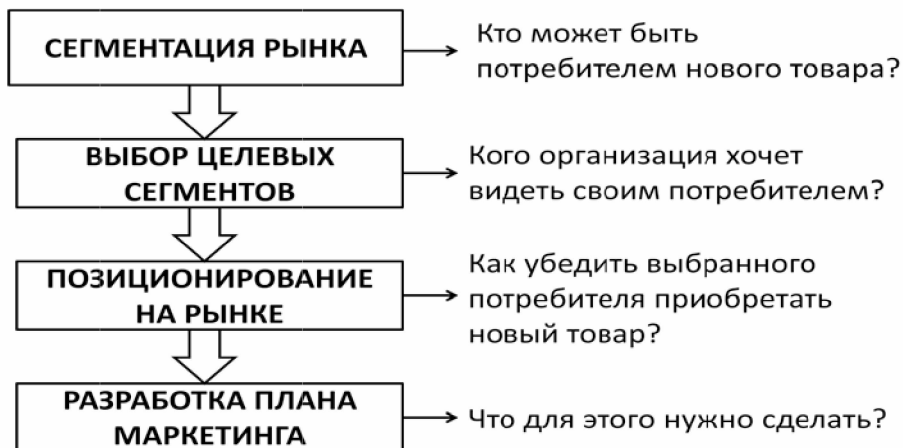 СЕГМЕНТАЦИЯ РЫНКА
Кто может быть
потребителем нового товара?
ВЫБОР ЦЕЛЕВЫХ
СЕГМЕНТОВ
Кого организация хочет
видеть своим потребителем?
ПОЗИЦИОНИРОВАНИЕ
НА РЫНКЕ
Как убедить выбранного
потребителя приобретать
новый товар?
РАЗРАБОТКА ПЛАНА
МАРКЕТИНГА
Что для этого нужно сделать?